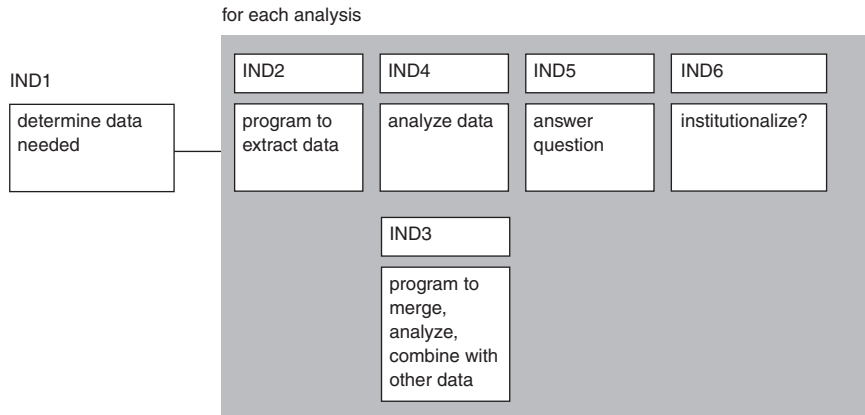 for each analysis
IND1
determine data
needed
IND2
program to
extract data
IND4
analyze data
IND5
answer
question
IND6
institutionalize?
IND3
program to
merge,
analyze,
combine with
other data